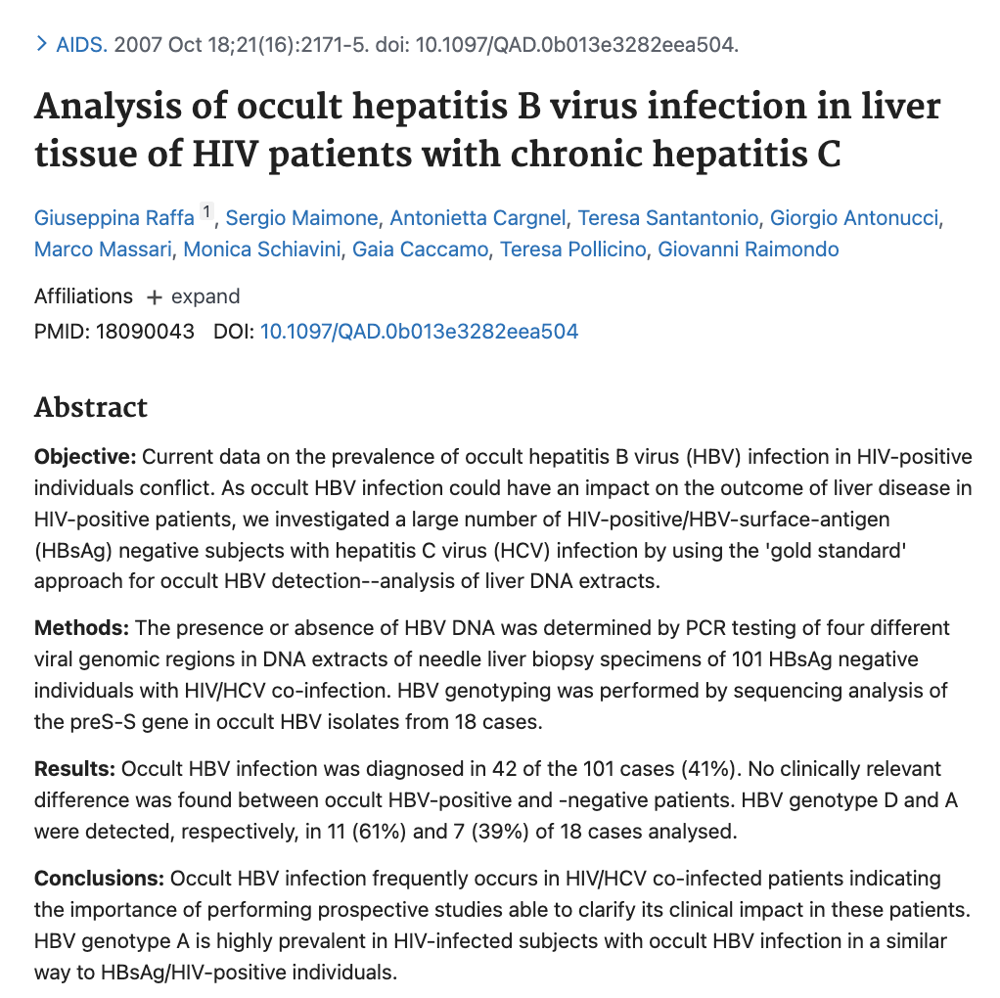 > AIDS. 2007 Oct 18;21(16):2171-5. doi: 10.1097/QAD.0b013e3282eea504.
Analysis of occult hepatitis B virus infection in liver
tissue of HIV patients with chronic hepatitis C
Giuseppina Raffa 1, Sergio Maimone, Antonietta Cargnel, Teresa Santantonio, Giorgio Antonucci,
Marco Massari, Monica Schiavini, Gaia Caccamo, Teresa Pollicino, Giovanni Raimondo
Affiliations + expand
PMID: 18090043 DOI: 10.1097/QAD.0b013e3282eea504
Abstract
Objective: Current data on the prevalence of occult hepatitis B virus (HBV) infection in HIV-positive
individuals conflict. As occult HBV infection could have an impact on the outcome of liver disease in
HIV-positive patients, we investigated a large number of HIV-positive/HBV-surface-antigen
(HBsAg) negative subjects with hepatitis C virus (HCV) infection by using the 'gold standard'
approach for occult HBV detection--analysis of liver DNA extracts.
Methods: The presence or absence of HBV DNA was determined by PCR testing of four different
viral genomic regions in DNA extracts of needle liver biopsy specimens of 101 HBsAg negative
individuals with HIV/HCV co-infection. HBV genotyping was performed by sequencing analysis of
the preS-S gene in occult HBV isolates from 18 cases.
Results: Occult HBV infection was diagnosed in 42 of the 101 cases (41%). No clinically relevant
difference was found between occult HBV-positive and -negative patients. HBV genotype D and A
were detected, respectively, in 11 (61%) and 7 (39%) of 18 cases analysed.
Conclusions: Occult HBV infection frequently occurs in HIV/HCV co-infected patients indicating
the importance of performing prospective studies able to clarify its clinical impact in these patients.
HBV genotype A is highly prevalent in HIV-infected subjects with occult HBV infection in a similar
way to HBsAg/HIV-positive individuals.